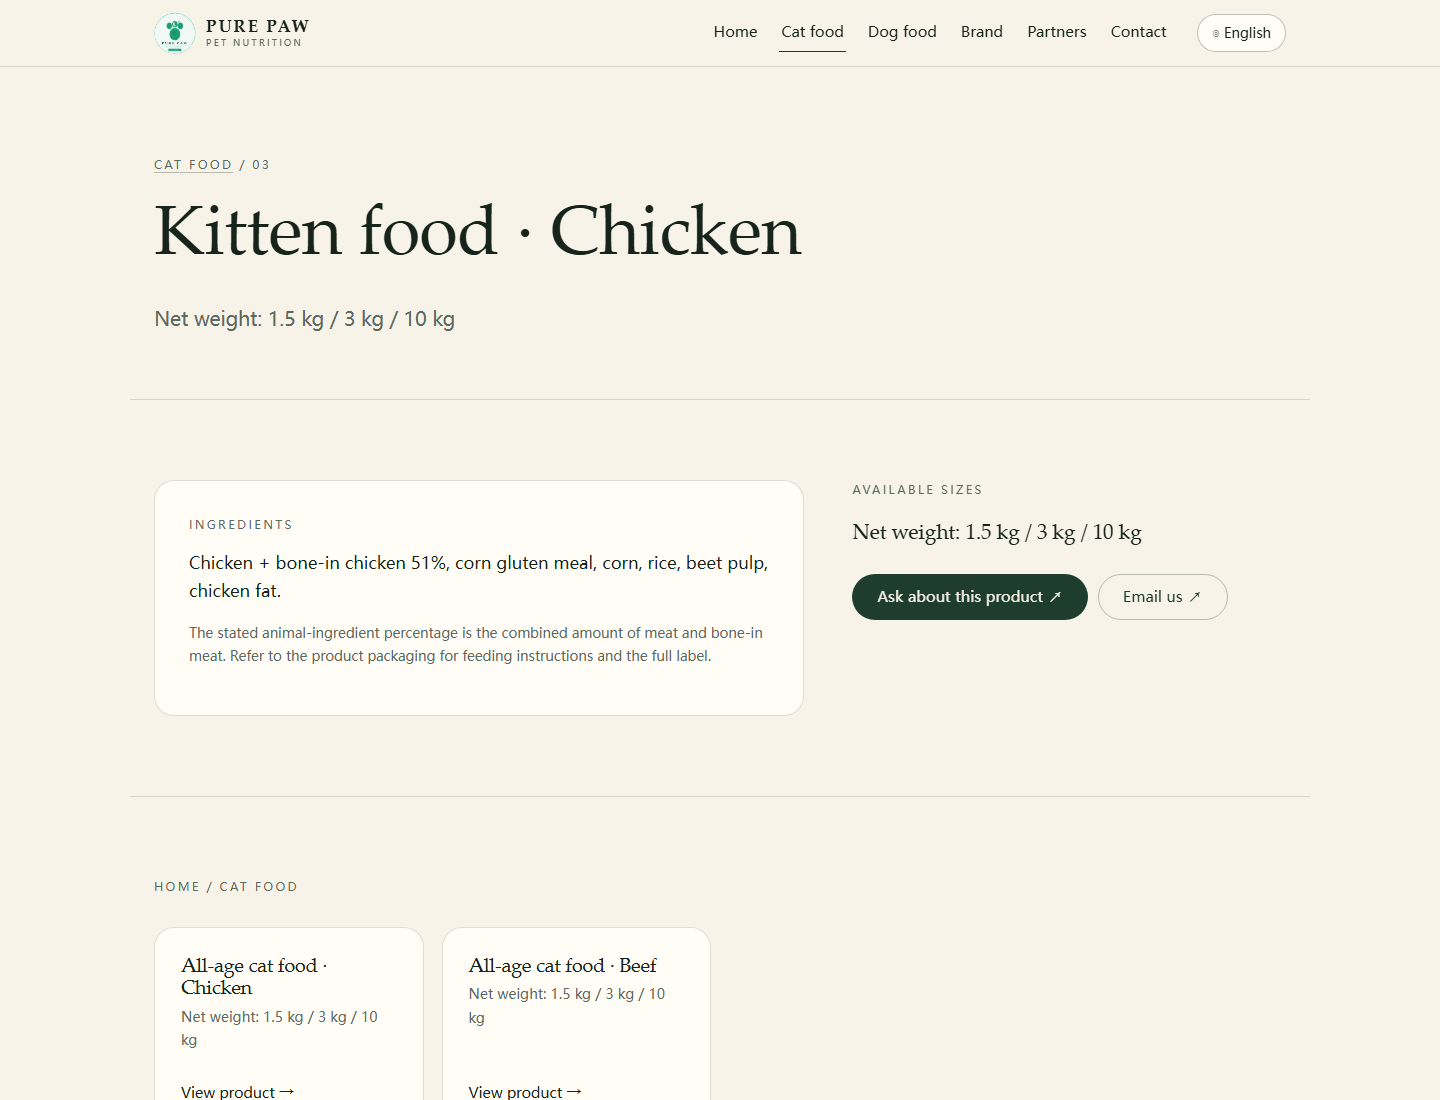 PURE PAW
PET NUTRITION
Home
Cat food
Dog food
Brand
Partners
Contact
English
CAT FOOD / 03
Kitten food · Chicken
Net weight: 1.5 kg / 3 kg / 10 kg
INGREDIENTS
Chicken + bone-in chicken 51%, corn gluten meal, corn, rice, beet pulp,
chicken fat.
The stated animal-ingredient percentage is the combined amount of meat and bone-in
meat. Refer to the product packaging for feeding instructions and the full label.
AVAILABLE SIZES
Net weight: 1.5 kg / 3 kg / 10 kg
Ask about this product ↗
Email us ↗
HOME / CAT FOOD
All-age cat food ·
Chicken
Net weight: 1.5 kg / 3 kg / 10
kg
View product →
All-age cat food · Beef
Net weight: 1.5 kg / 3 kg / 10
kg
View product →